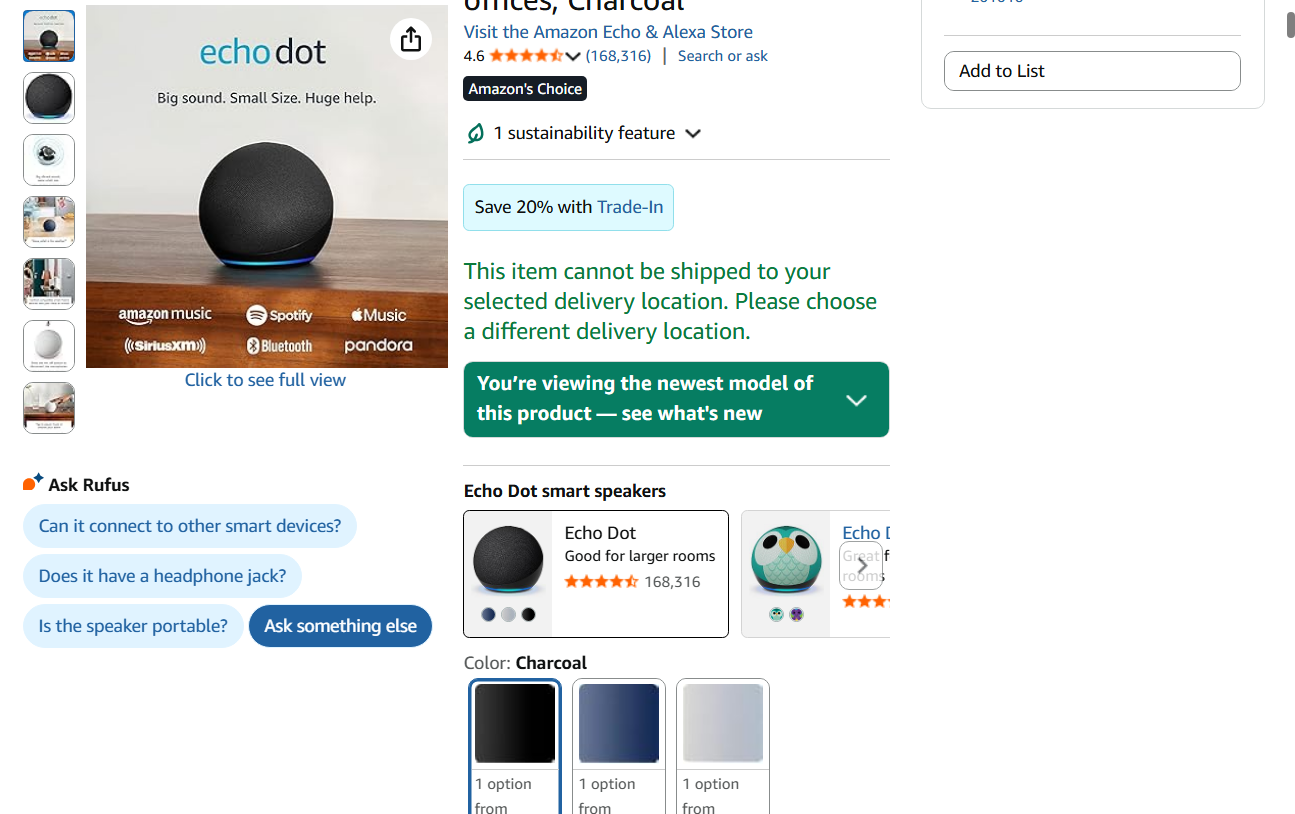 offices, Charcoal
Visit the Amazon Echo & Alexa Store
4.6 (168,316) | Search or ask
Amazon's Choice
1 sustainability feature
Save 20% with Trade-In
This item cannot be shipped to your
selected delivery location. Please choose
a different delivery location.
You’re viewing the newest model of
this product — see what's new
Echo Dot smart speakers
Echo Dot
Good for larger rooms
168,316
Echo D
Great f
rooms
Color: Charcoal
1 option
from
1 option
from
1 option
from
echo dot
Big sound. Small Size. Huge help.
amazon music
Spotify
Music
((SiriusXM))
Bluetooth
pandora
Click to see full view
Ask Rufus
Can it connect to other smart devices?
Does it have a headphone jack?
Is the speaker portable?
Ask something else
Add to List